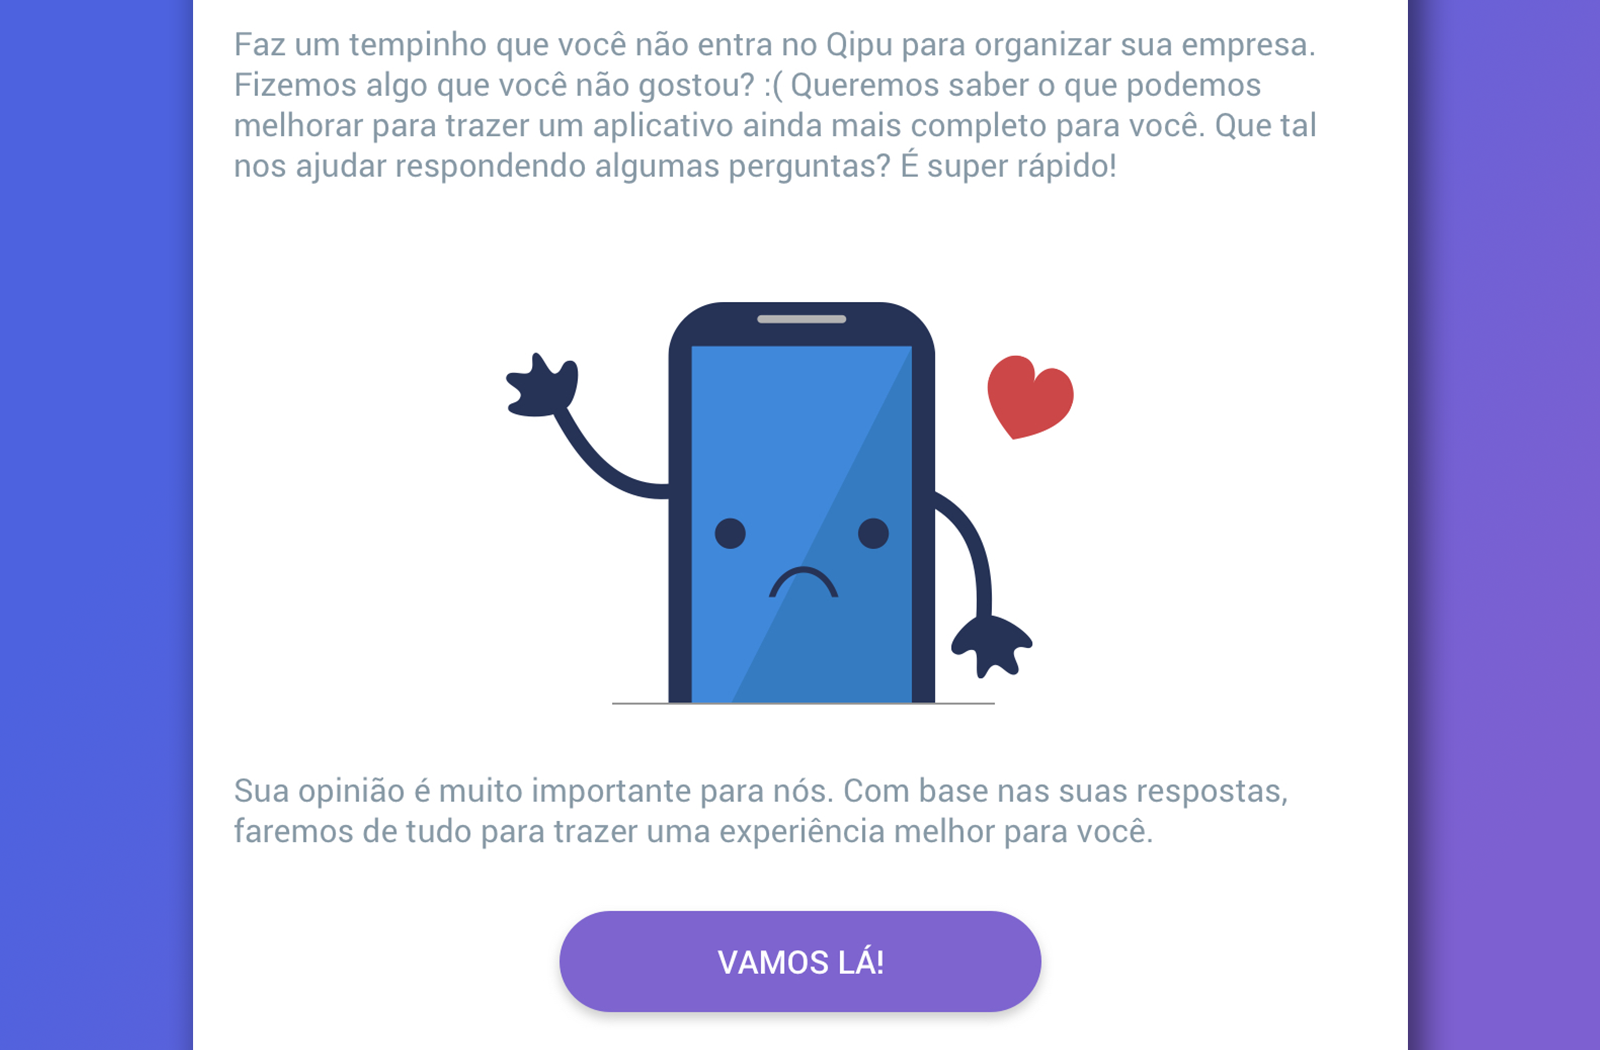 Faz um tempinho que você não entra no Qipu para organizar sua empresa.
Fizemos algo que você não gostou? :( Queremos saber o que podemos
melhorar para trazer um aplicativo ainda mais completo para você. Que tal
nos ajudar respondendo algumas perguntas? É super rápido!
Sua opinião é muito importante para nós. Com base nas suas respostas,
faremos de tudo para trazer uma experiência melhor para você.
VAMOS LÁ!